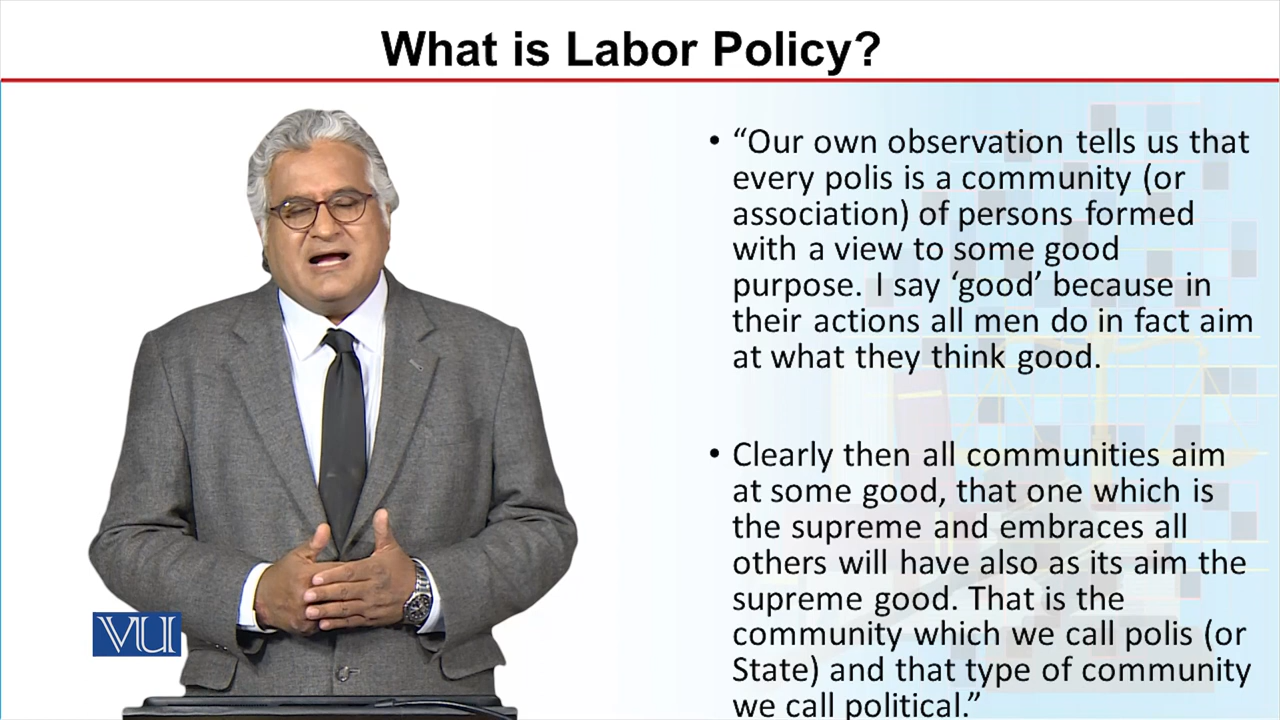 What is Labor Policy?
• “Our own observation tells us that
every polis is a community (or
association) of persons formed
with a view to some good
purpose. I say ‘good’ because in
their actions all men do in fact aim
at what they think good.
• Clearly then all communities aim
at some good, that one which is
the supreme and embraces all
others will have also as its aim the
supreme good. That is the
community which we call polis (or
State) and that type of community
we call political.”
VU